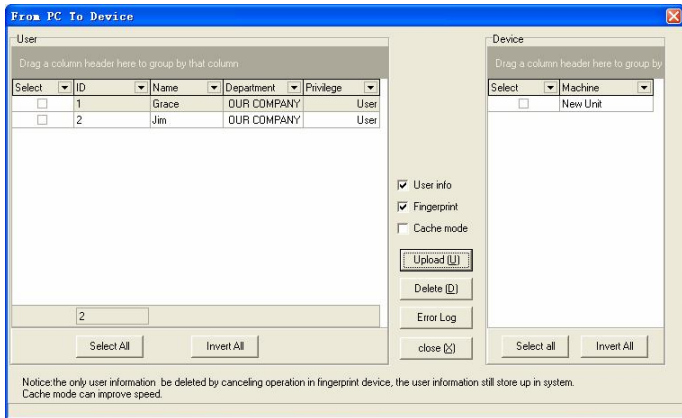 From PC To Device
User
Drag a column header here to group by that column
Select ID Name Department Privilege
1 Grace OUR COMPANY User
2 Jim OUR COMPANY User
2
Select All Invert All
User info
Fingerprint
Cache mode
Upload (U)
Delete (D)
Error Log
close (X)
Device
Drag a column header here to group by
Select Machine
New Unit
Select all Invert All
Notice:the only user information be deleted by canceling operation in fingerprint device, the user information still store up in system.
Cache mode can improve speed.